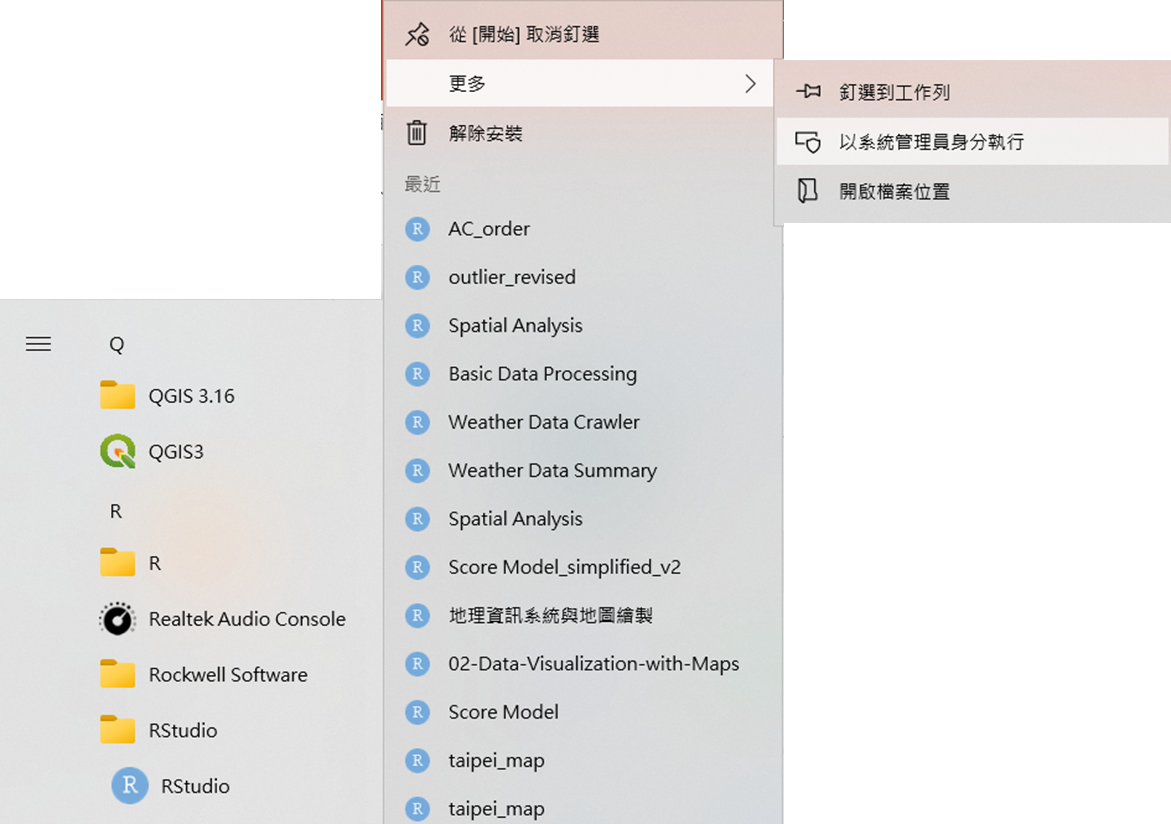 Q
QGIS 3.16
QGIS3
R
R
Realtek Audio Console
Rockwell Software
RStudio
R
RStudio
從 [開始] 取消釘選
更多
解除安裝
最近
R AC_order
R outlier_revised
R Spatial Analysis
R Basic Data Processing
R Weather Data Crawler
R Weather Data Summary
R Spatial Analysis
R Score Model_simplified_v2
R 地理資訊系統與地圖繪製
R 02-Data-Visualization-with-Maps
R Score Model
R taipei_map
R taipei_map
釘選到工作列
以系統管理員身分執行
開啟檔案位置